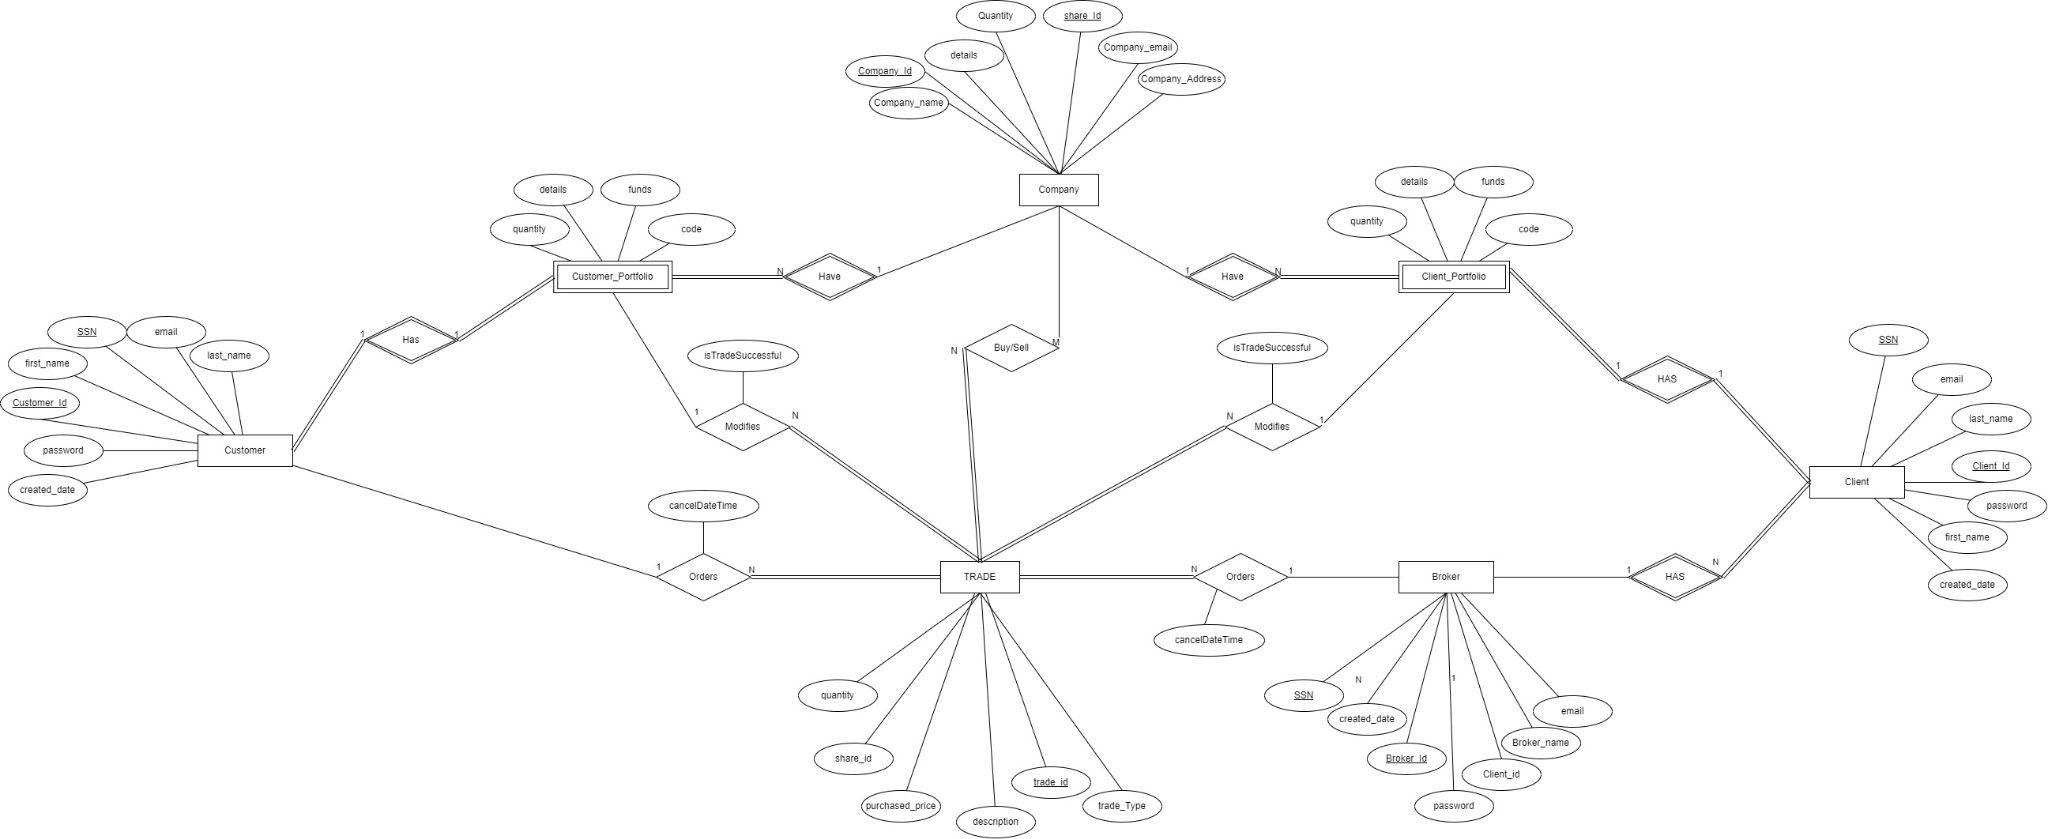 Quantity
share_Id
details
Company_email
Company_Id
Company_Address
Company_name
Company
details
funds
quantity
code
Customer_Portfolio
N
Have
1
1
Have
N
details
funds
quantity
code
Client_Portfolio
SSN
email
first_name
last_name
Customer_Id
password
created_date
Customer
1
Has
1
isTradeSuccessful
1
Modifies
N
N
Buy/Sell
M
isTradeSuccessful
N
Modifies
1
1
HAS
1
SSN
email
last_name
Client_Id
password
first_name
created_date
Client
cancelDateTime
1
Orders
N
TRADE
N
Orders
1
cancelDateTime
Broker
1
HAS
N
quantity
share_id
purchased_price
description
trade_id
trade_Type
SSN
N
created_date
Broker_Id
1
password
Client_id
Broker_name
email